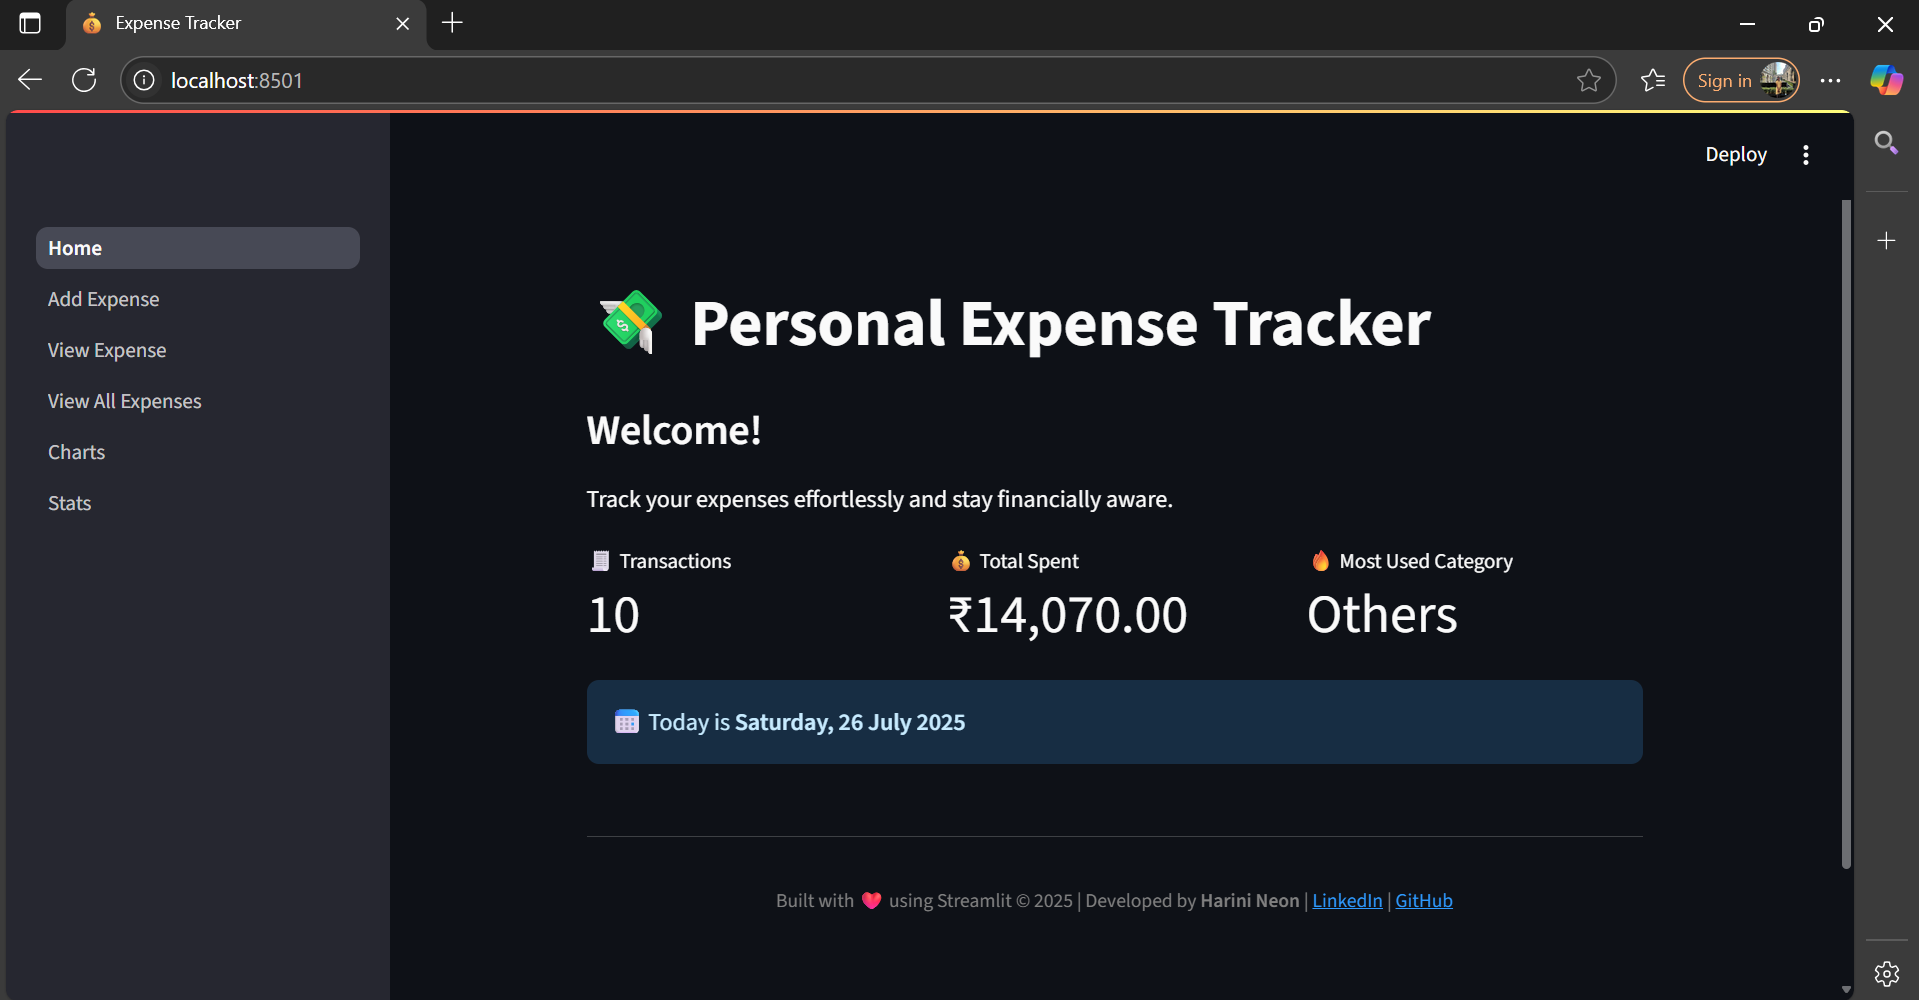 Expense Tracker
localhost:8501
Sign in
Deploy
Home
Add Expense
View Expense
View All Expenses
Charts
Stats
Personal Expense Tracker
Welcome!
Track your expenses effortlessly and stay financially aware.
Transactions
10
Total Spent
₹14,070.00
Most Used Category
Others
Today is Saturday, 26 July 2025
Built with ❤️ using Streamlit © 2025 | Developed by Harini Neon | LinkedIn | GitHub